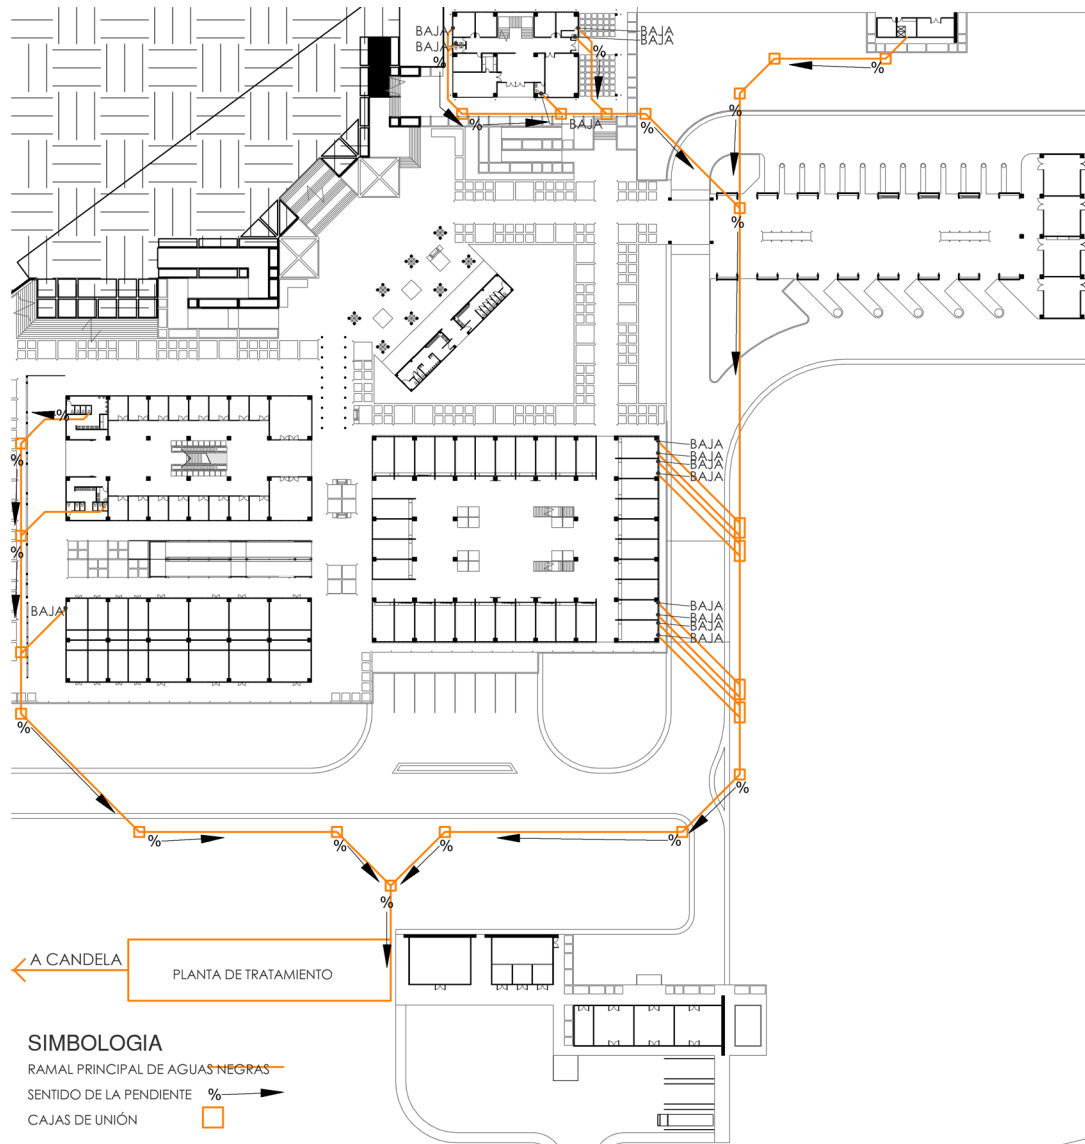 BAJA
BAJA
BAJA
BAJA
%
%
%
%
%
BAJA
%
%
%
%
BAJA
BAJA
BAJA
BAJA
%
%
BAJA
BAJA
BAJA
BAJA
BAJA
%
%
%
%
%
%
%
A CANDELA
PLANTA DE TRATAMIENTO
SIMBOLOGIA
RAMAL PRINCIPAL DE AGUAS NEGRAS
SENTIDO DE LA PENDIENTE %
CAJAS DE UNIÓN